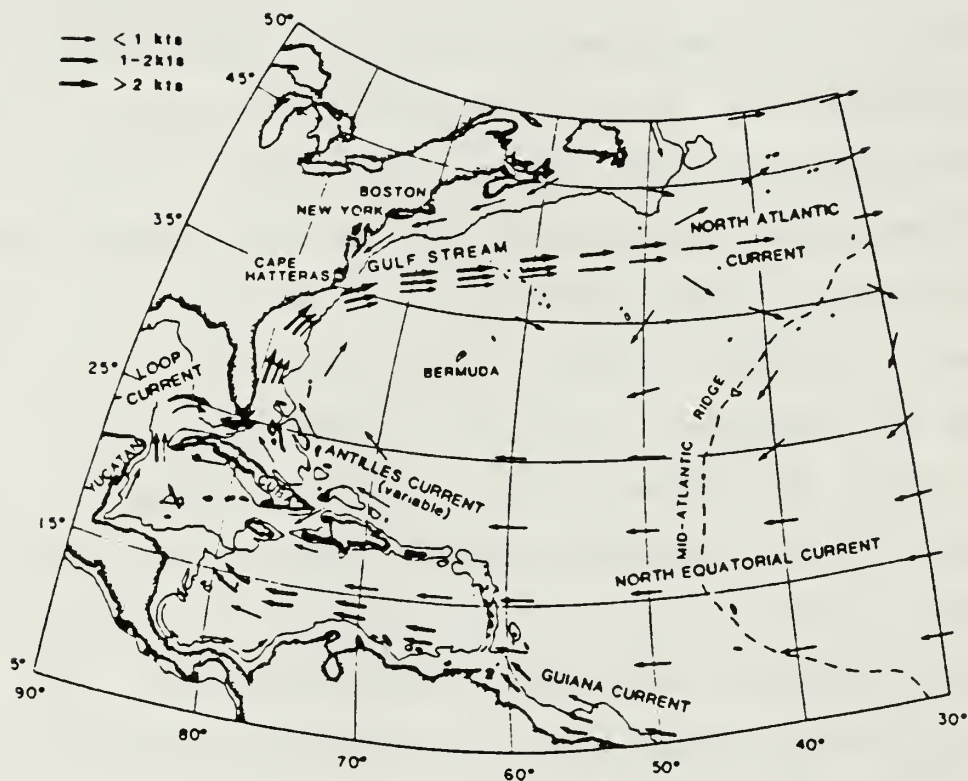 < 1 kts
1-2kts
> 2 kts
50°
45°
35°
25°
15°
5°
BOSTON
NEW YORK
CAPE
HATTERAS
GULF STREAM
NORTH ATLANTIC
CURRENT
LOOP
CURRENT
BERMUDA
MID-ATLANTIC RIDGE
YUCATAN
CUBA
ANTILLES CURRENT
(variable)
NORTH EQUATORIAL CURRENT
GUIANA CURRENT
90°
80°
70°
60°
50°
40°
30°